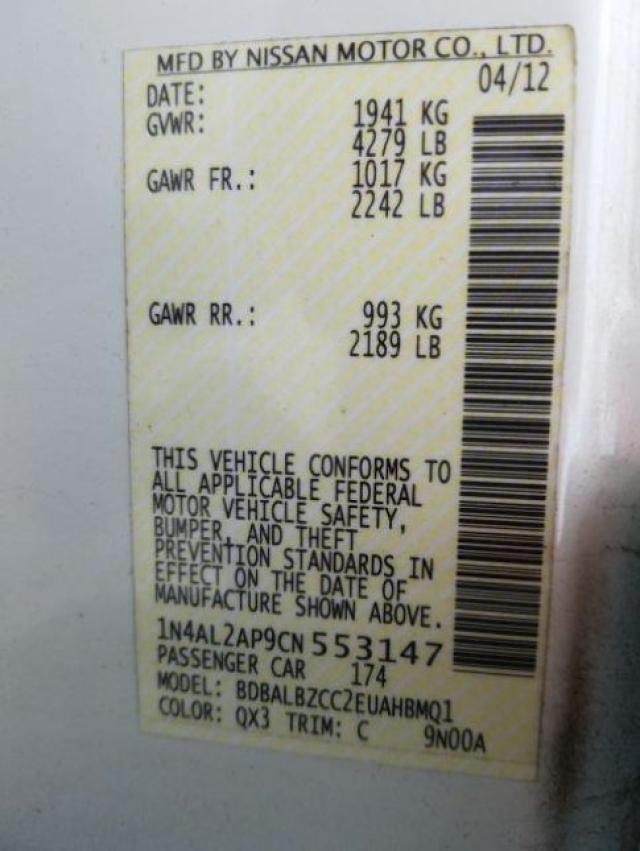 MFD BY NISSAN MOTOR CO., LTD.
DATE: 04/12
GVWR: 1941 KG
4279 LB
GAWR FR.: 1017 KG
2242 LB
GAWR RR.: 993 KG
2189 LB
THIS VEHICLE CONFORMS TO
ALL APPLICABLE FEDERAL
MOTOR VEHICLE SAFETY,
BUMPER, AND THEFT
PREVENTION STANDARDS IN
EFFECT ON THE DATE OF
MANUFACTURE SHOWN ABOVE.
1N4AL2AP9CN 553147
PASSENGER CAR 174
MODEL: BDBALBZCC2EUAHBMQ1
COLOR: QX3 TRIM: C 9N00A